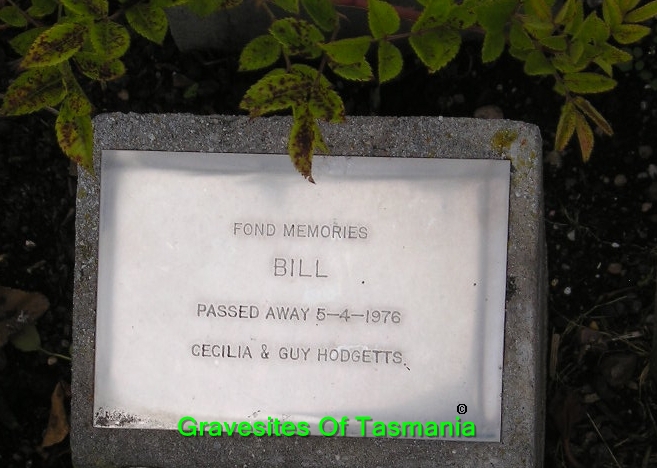 FOND MEMORIES
BILL
PASSED AWAY 5-4-1976
CECILIA & GUY HODGETTS.
©
Gravesites Of Tasmania